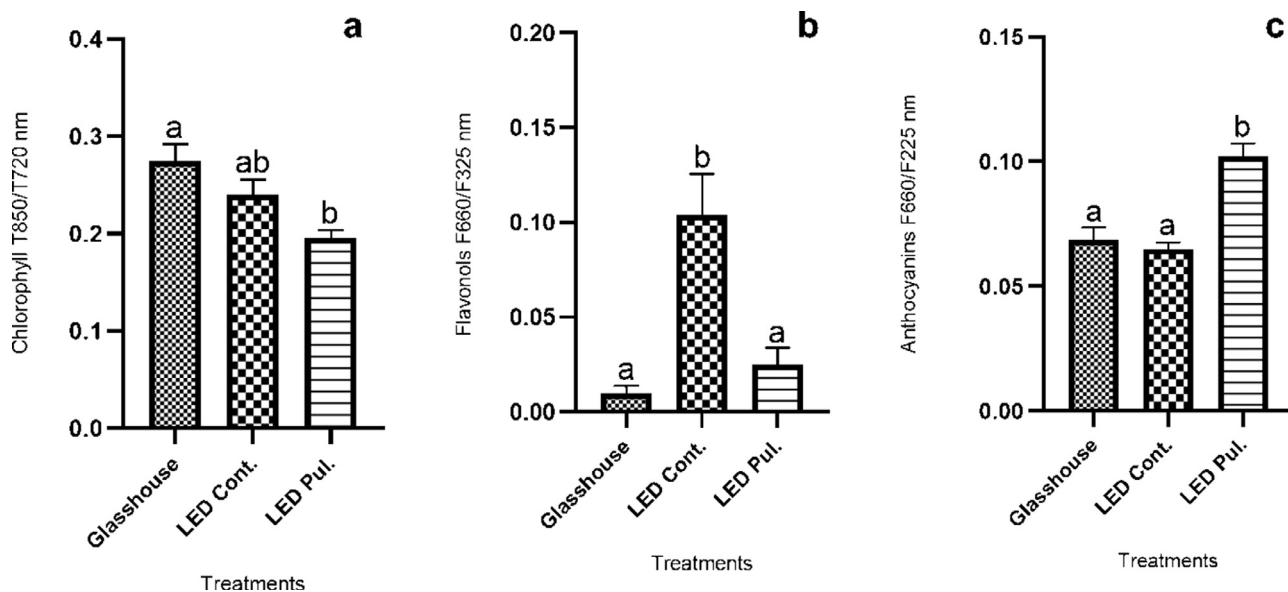 a
Chlorophyll T850/T720 nm
0.4
0.3
0.2
0.1
0.0
a
ab
b
Glasshouse
LED Cont.
LED Pul.
Treatments
b
Flavonols F660/F325 nm
0.20
0.15
0.10
0.05
0.00
a
b
a
Glasshouse
LED Cont.
LED Pul.
Treatments
c
Anthocyanins F660/F225 nm
0.15
0.10
0.05
0.00
a
a
b
Glasshouse
LED Cont.
LED Pul.
Treatments